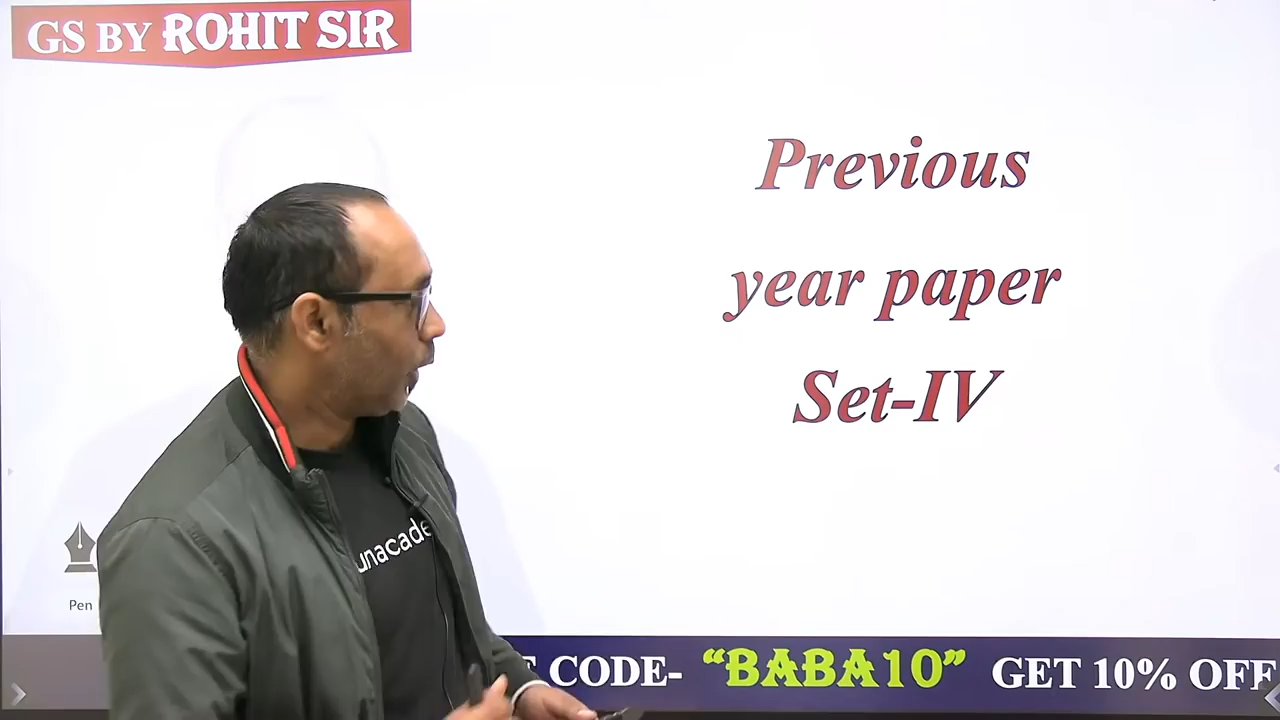 GS BY ROHIT SIR
Previous
year paper
Set-IV
unacade
Pen
CODE- “BABA10” GET 10% OFF